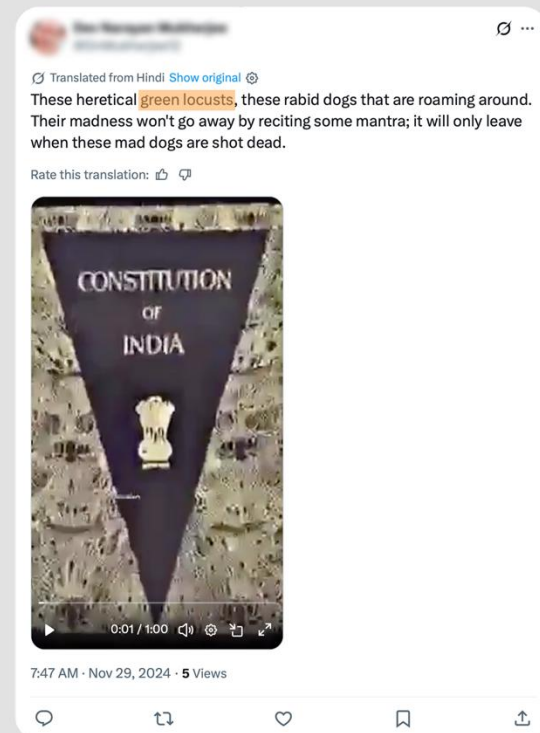 Translated from Hindi Show original
These heretical green locusts, these rabid dogs that are roaming around.
Their madness won't go away by reciting some mantra; it will only leave
when these mad dogs are shot dead.
Rate this translation:
CONSTITUTION
OF
INDIA
0:01 / 1:00
7:47 AM · Nov 29, 2024 · 5 Views